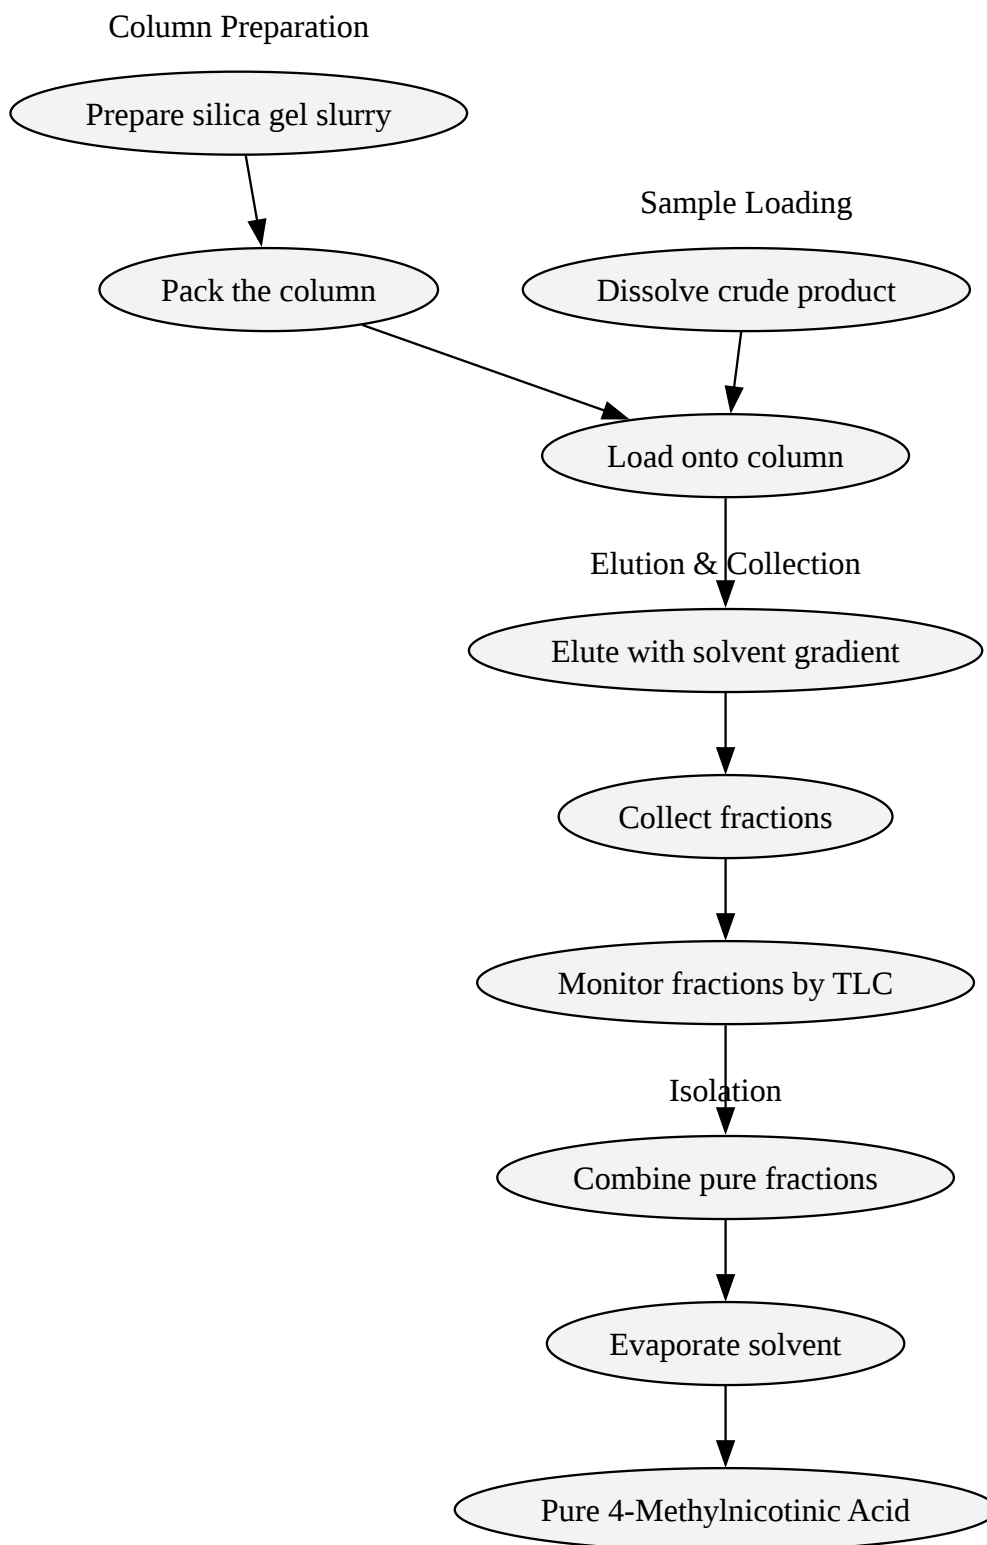 Column Preparation
Prepare silica gel slurry
Sample Loading
Pack the column
Dissolve crude product
Load onto column
Elution & Collection
Elute with solvent gradient
Collect fractions
Monitor fractions by TLC
Isolation
Combine pure fractions
Evaporate solvent
Pure 4-Methylnicotinic Acid